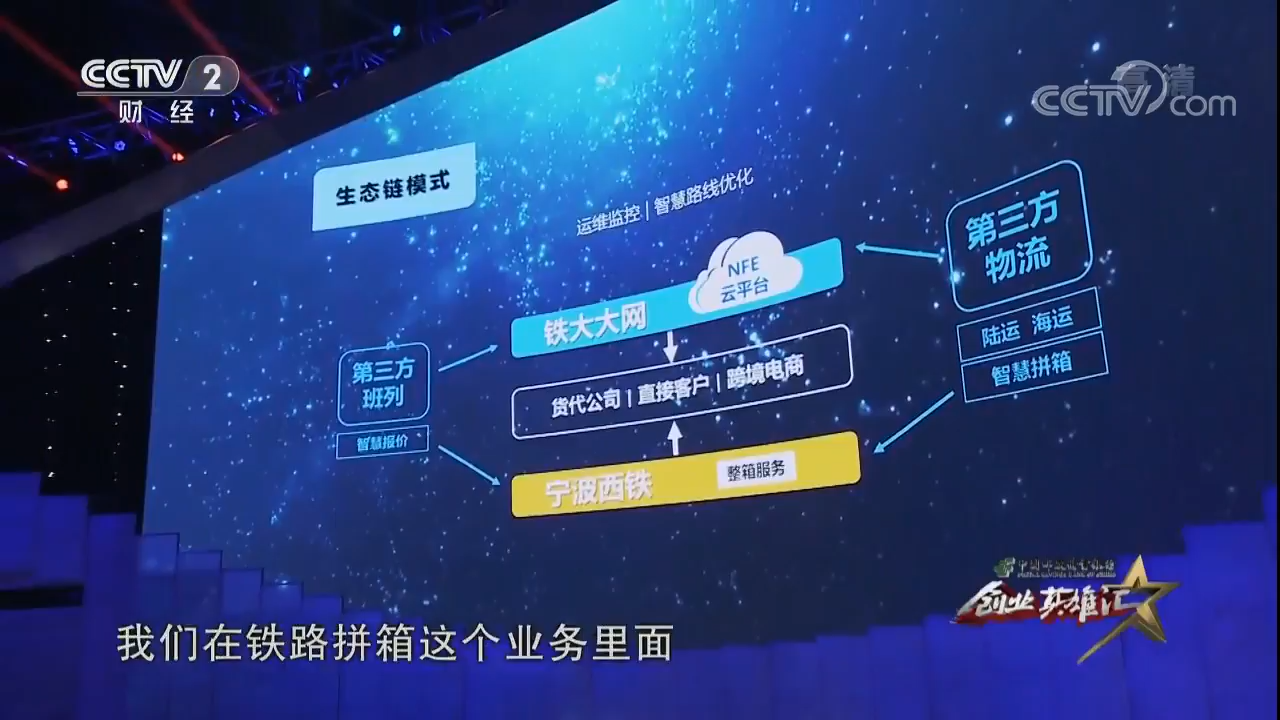 CCTV 2
财经
高清
CCTV.com
生态链模式
运维监控 | 智慧路线优化
第三方
物流
NFE
云平台
铁大大网
陆运 海运
智慧拼箱
第三方
班列
货代公司 | 直接客户 | 跨境电商
智慧报价
宁波西铁
整箱服务
创业英雄汇
我们在铁路拼箱这个业务里面